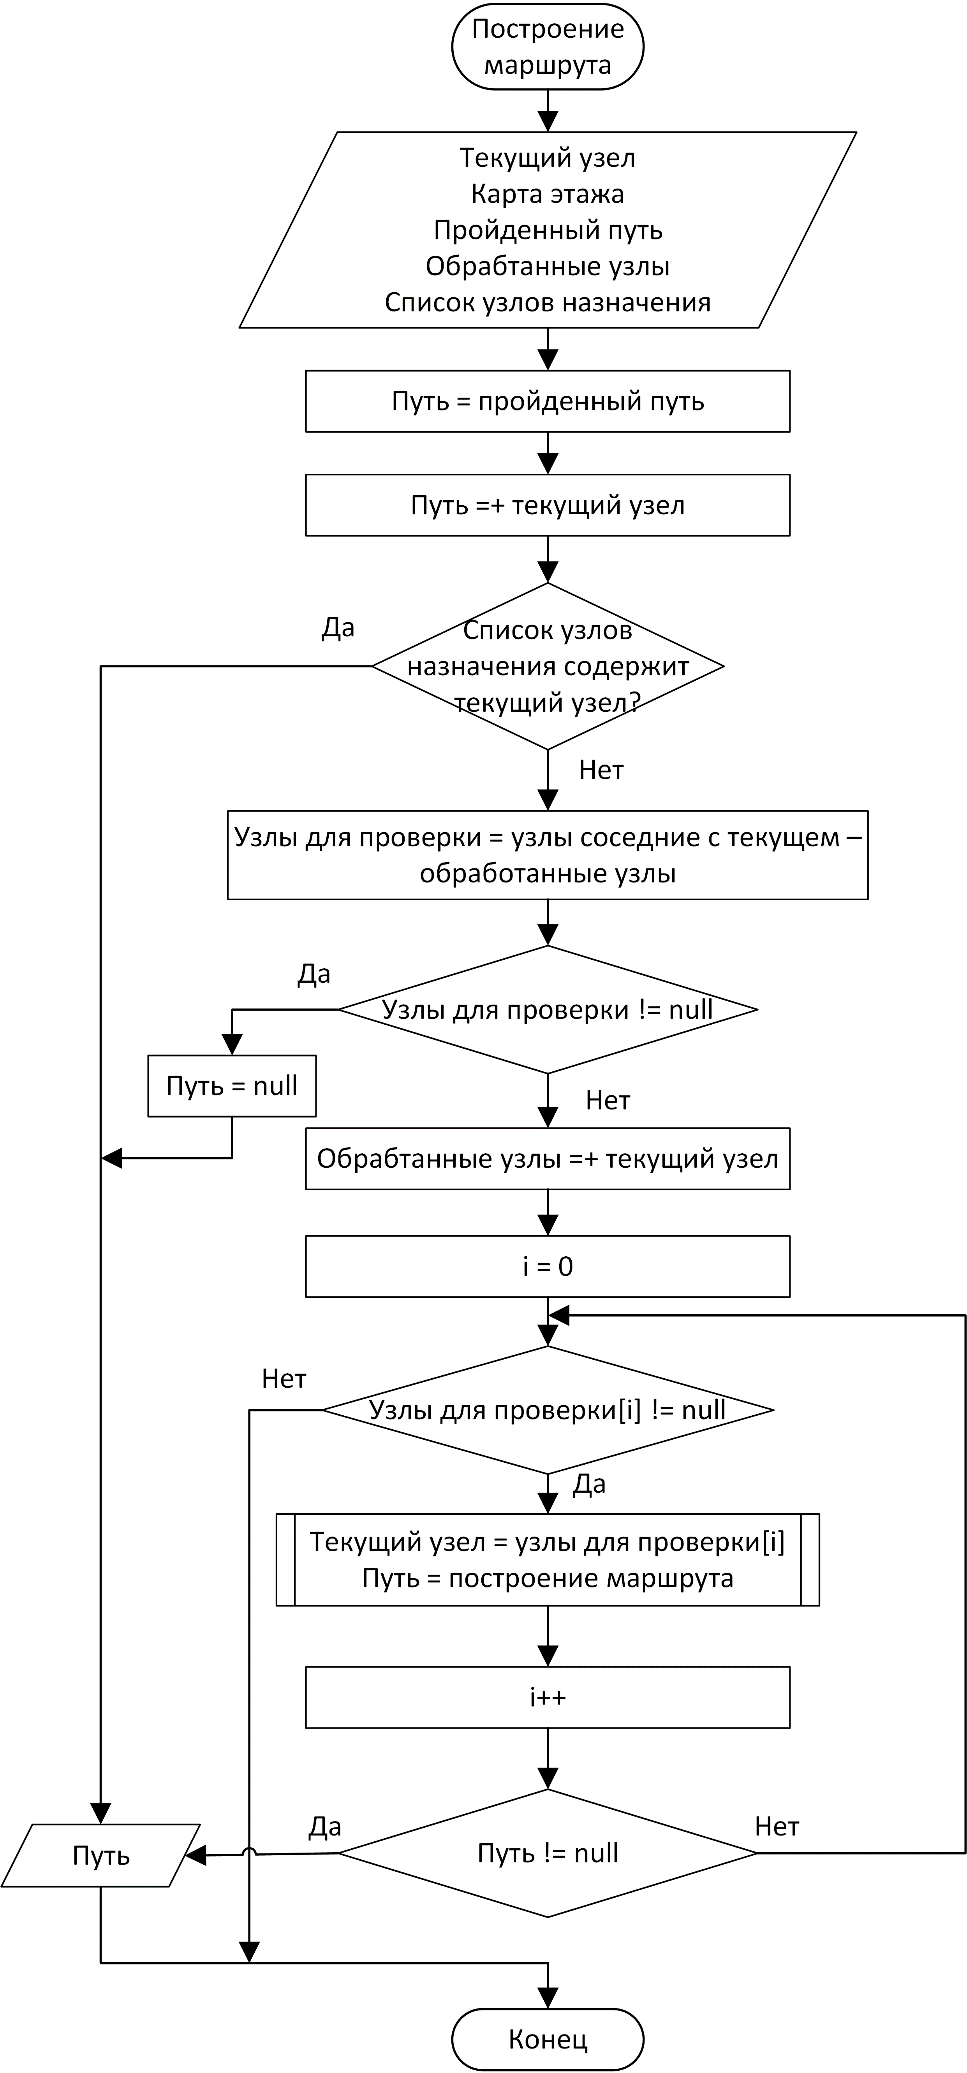 Построение
маршрута
Текущий узел
Карта этажа
Пройденный путь
Обрабтанные узлы
Список узлов назначения
Путь = пройденный путь
Путь =+ текущий узел
Да
Список узлов
назначения содержит
текущий узел?
Нет
Узлы для проверки = узлы соседние с текущем –
обработанные узлы
Да
Узлы для проверки != null
Путь = null
Нет
Обрабтанные узлы =+ текущий узел
i = 0
Нет
Узлы для проверки[i] != null
Да
Текущий узел = узлы для проверки[i]
Путь = построение маршрута
i++
Да
Нет
Путь
Путь != null
Конец